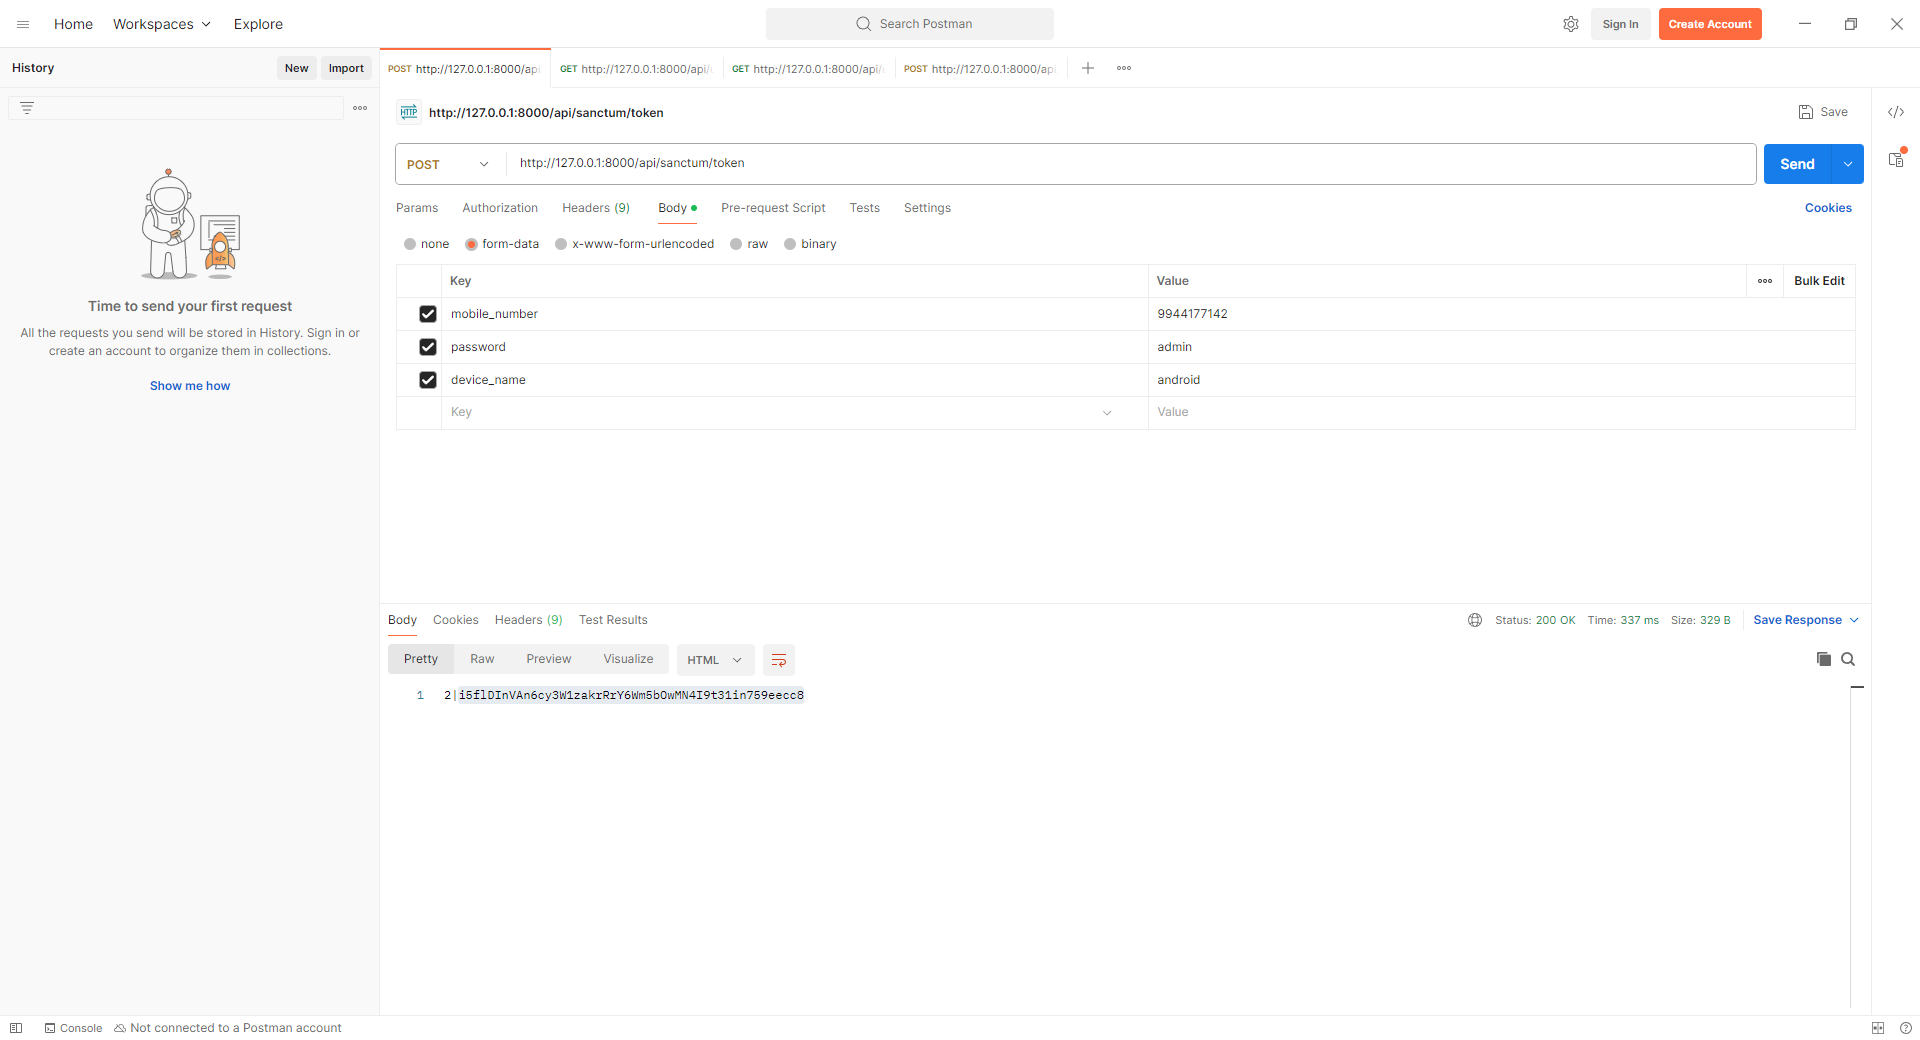 Home Workspaces Explore
Search Postman
Sign In Create Account
History New Import
POST http://127.0.0.1:8000/api GET http://127.0.0.1:8000/api/ GET http://127.0.0.1:8000/api/ POST http://127.0.0.1:8000/api
HTTP http://127.0.0.1:8000/api/sanctum/token Save
POST http://127.0.0.1:8000/api/sanctum/token Send
Params Authorization Headers (9) Body Pre-request Script Tests Settings Cookies
none form-data x-www-form-urlencoded raw binary
Key Value Bulk Edit
mobile_number 9944177142
password admin
device_name android
Key Value
Time to send your first request
All the requests you send will be stored in History. Sign in or
create an account to organize them in collections.
Show me how
Body Cookies Headers (9) Test Results Status: 200 OK Time: 337 ms Size: 329 B Save Response
Pretty Raw Preview Visualize HTML
1 2|i5flDInVAn6cy3W1zakrRrY6Wm5bOwMN4I9t31in759eecc8
Console Not connected to a Postman account